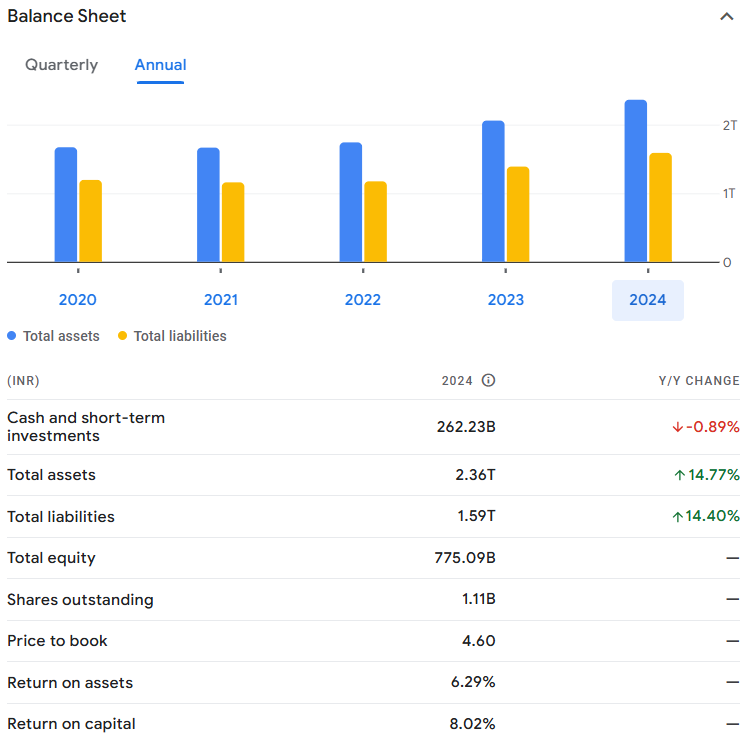 Balance Sheet
Quarterly Annual
2T
1T
0
2020 2021 2022 2023 2024
Total assets Total liabilities
(INR) 2024 Y/Y CHANGE
Cash and short-term
investments 262.23B ↓-0.89%
Total assets 2.36T ↑14.77%
Total liabilities 1.59T ↑14.40%
Total equity 775.09B —
Shares outstanding 1.11B —
Price to book 4.60 —
Return on assets 6.29% —
Return on capital 8.02% —